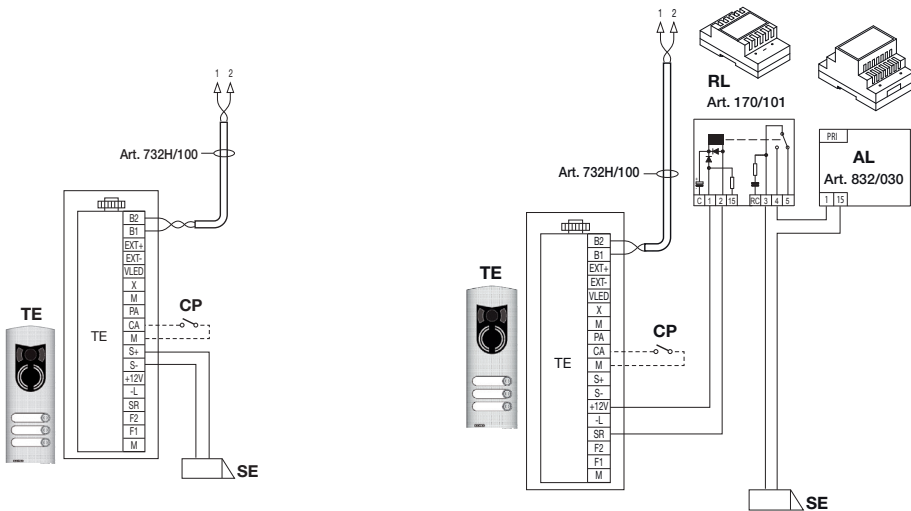 1 2
Art. 732H/100
TE
TE
B2
B1
EXT+
EXT-
VLED
X
M
PA
CA
M
S+
S-
+12V
-L
SR
F2
F1
M
CP
SE
1 2
Art. 732H/100
RL
Art. 170/101
C 1 2 15 RC 3 4 5
PRI
AL
Art. 832/030
1 15
TE
TE
B2
B1
EXT+
EXT-
VLED
X
M
PA
CA
M
S+
S-
+12V
-L
SR
F2
F1
M
CP
SE